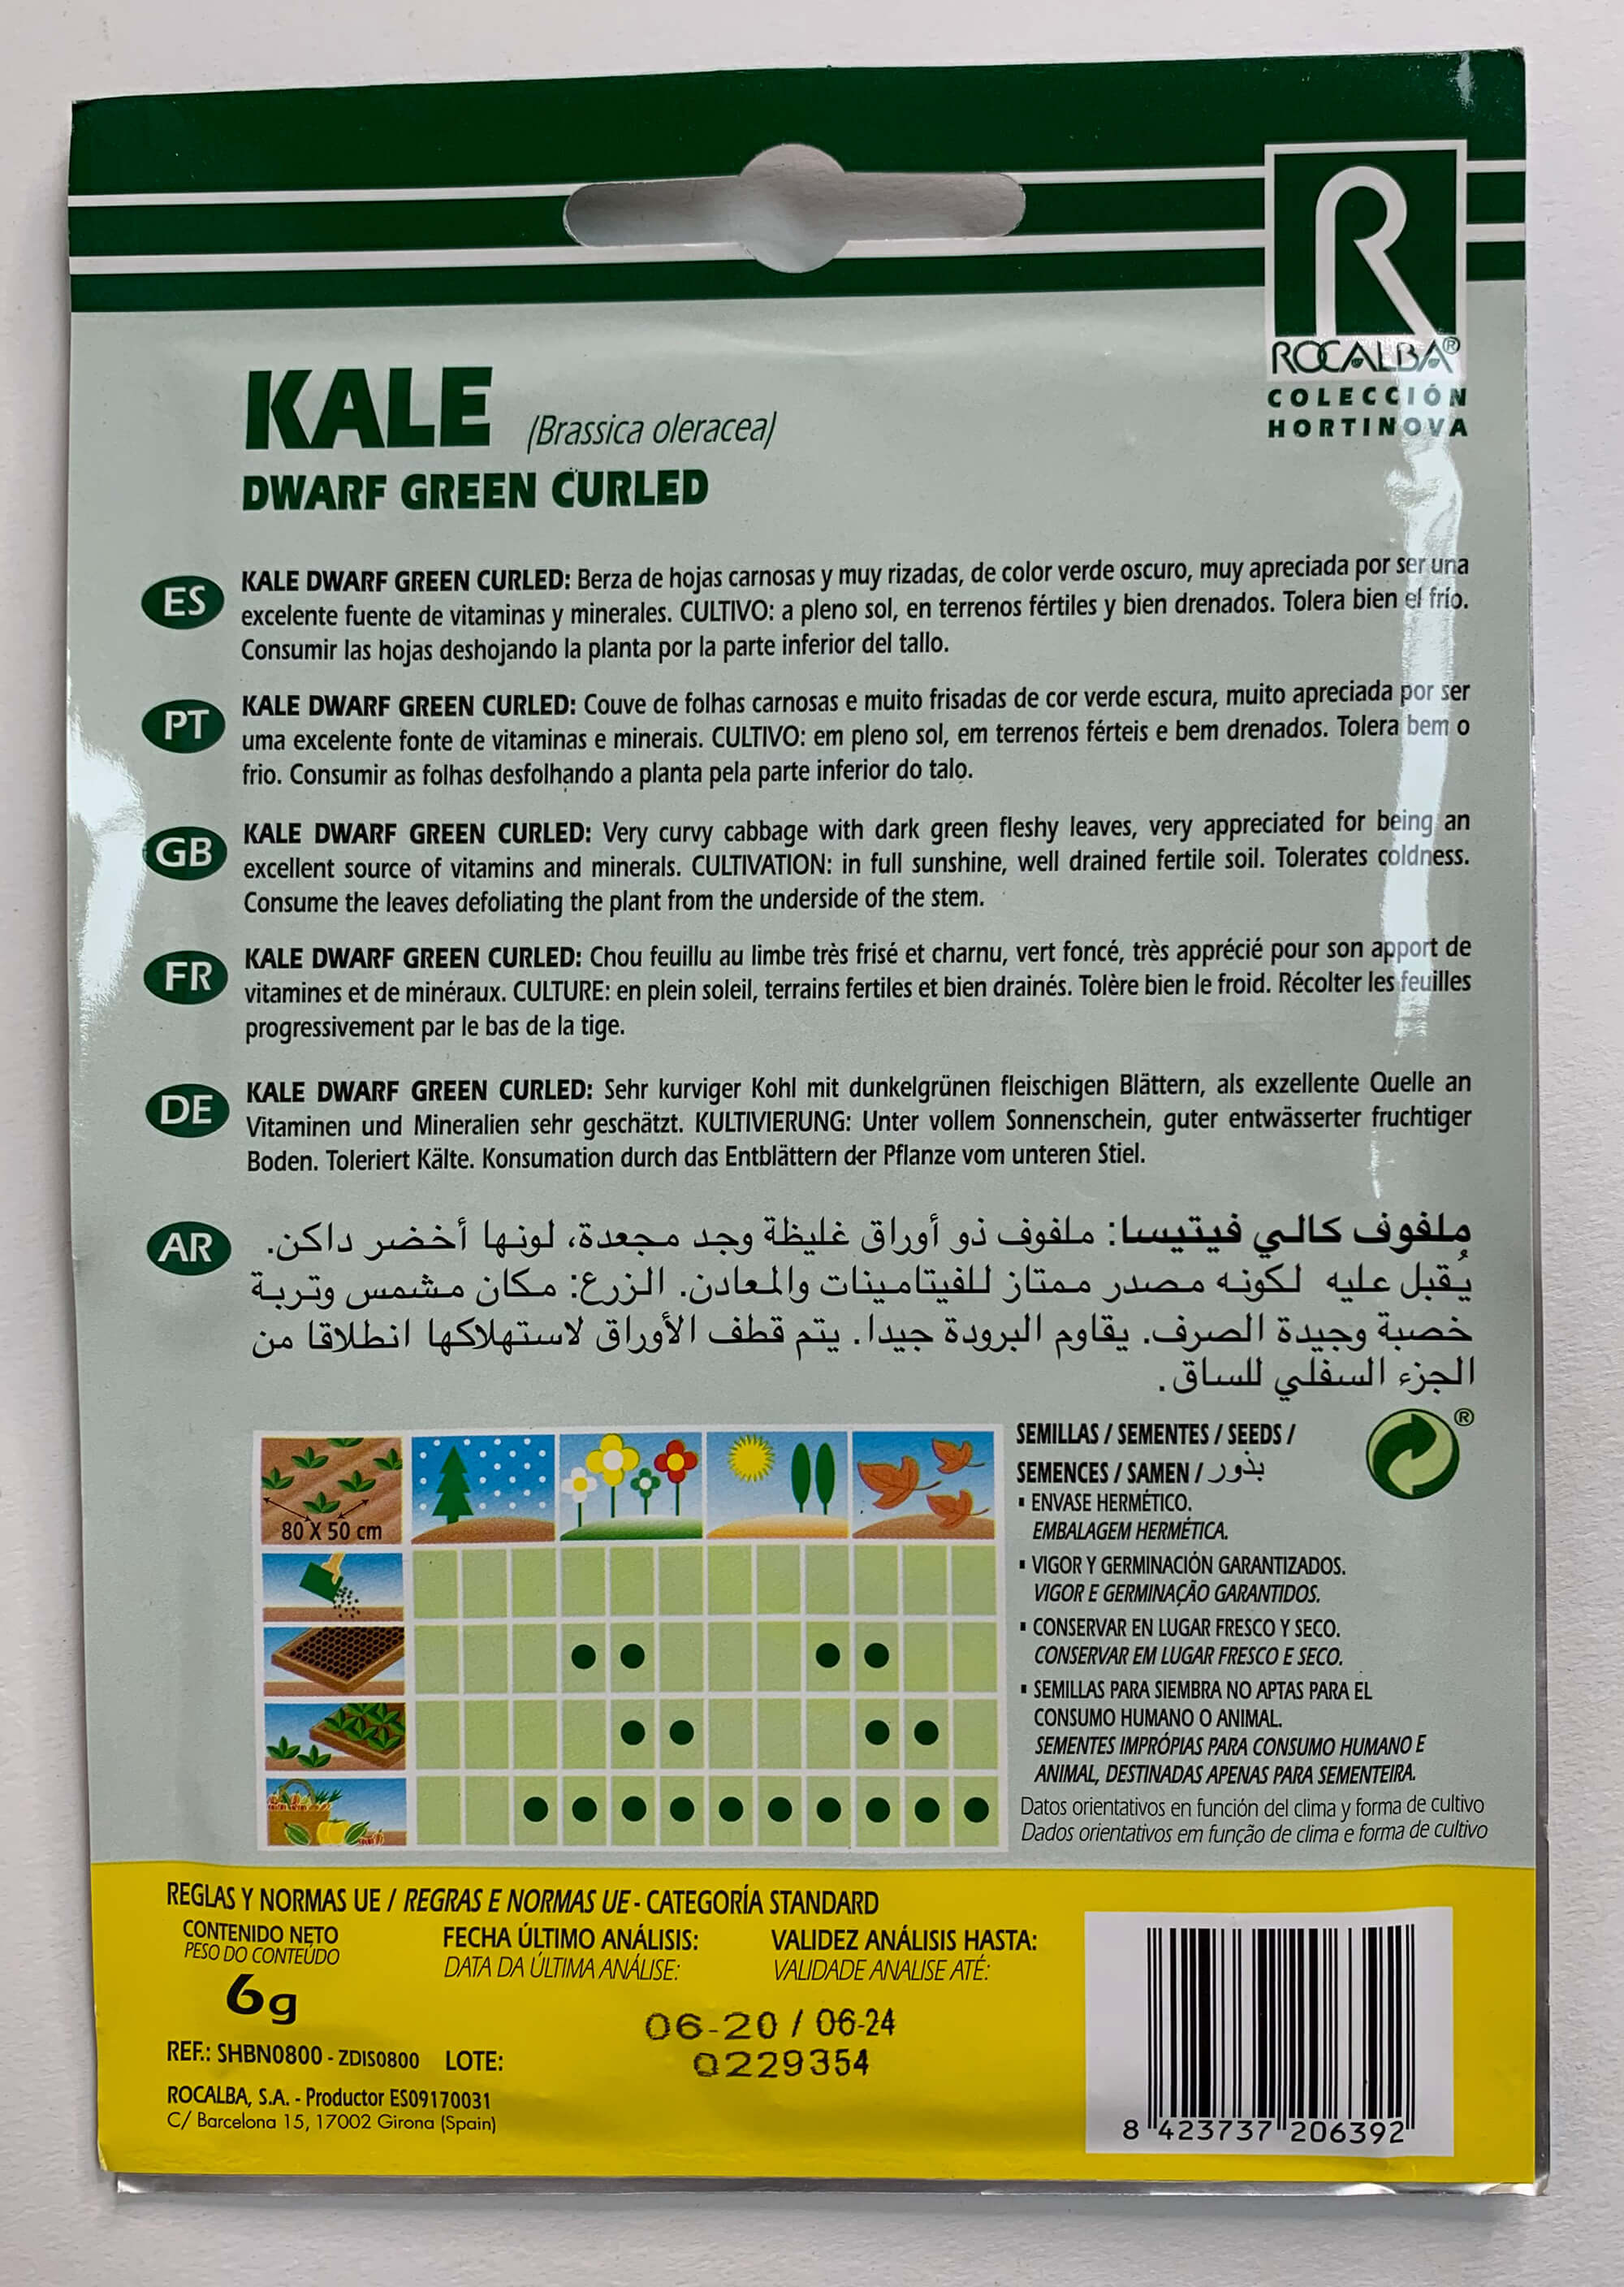 ROCALBA®
COLECCIÓN
HORTINOVA
KALE (Brassica oleracea)
DWARF GREEN CURLED
ES
KALE DWARF GREEN CURLED: Berza de hojas carnosas y muy rizadas, de color verde oscuro, muy apreciada por ser una
excelente fuente de vitaminas y minerales. CULTIVO: a pleno sol, en terrenos fértiles y bien drenados. Tolera bien el frío.
Consumir las hojas deshojando la planta por la parte inferior del tallo.
PT
KALE DWARF GREEN CURLED: Couve de folhas carnosas e muito frisadas de cor verde escura, muito apreciada por ser
uma excelente fonte de vitaminas e minerais. CULTIVO: em pleno sol, em terrenos férteis e bem drenados. Tolera bem o
frio. Consumir as folhas desfolhando a planta pela parte inferior do talo.
GB
KALE DWARF GREEN CURLED: Very curvy cabbage with dark green fleshy leaves, very appreciated for being an
excellent source of vitamins and minerals. CULTIVATION: in full sunshine, well drained fertile soil. Tolerates coldness.
Consume the leaves defoliating the plant from the underside of the stem.
FR
KALE DWARF GREEN CURLED: Chou feuillu au limbe très frisé et charnu, vert foncé, très apprécié pour son apport de
vitamines et de minéraux. CULTURE: en plein soleil, terrains fertiles et bien drainés. Tolère bien le froid. Récolter les feuilles
progressivement par le bas de la tige.
DE
KALE DWARF GREEN CURLED: Sehr kurviger Kohl mit dunkelgrünen fleischigen Blättern, als exzellente Quelle an
Vitaminen und Mineralien sehr geschätzt. KULTIVIERUNG: Unter vollem Sonnenschein, guter entwässerter fruchtiger
Boden. Toleriert Kälte. Konsumation durch das Entblättern der Pflanze vom unteren Stiel.
AR
ملفوف كالي فيتيسا: ملفوف ذو أوراق غليظة وجد مجعدة، لونها أخضر داكن.
يُقبل عليه لكونه مصدر ممتاز للفيتامينات والمعادن. الزرع: مكان مشمس وتربة
خصبة وجيدة الصرف. يقاوم البرودة جيدا. يتم قطف الأوراق لاستهلاكها انطلاقا من
الجزء السفلي للساق.
80 X 50 cm
SEMILLAS / SEMENTES / SEEDS /
SEMENCES / SAMEN / بذور
®
▪ ENVASE HERMÉTICO.
EMBALAGEM HERMÉTICA.
▪ VIGOR Y GERMINACIÓN GARANTIZADOS.
VIGOR E GERMINAÇÃO GARANTIDOS.
▪ CONSERVAR EN LUGAR FRESCO Y SECO.
CONSERVAR EM LUGAR FRESCO E SECO.
▪ SEMILLAS PARA SIEMBRA NO APTAS PARA EL
CONSUMO HUMANO O ANIMAL.
SEMENTES IMPRÓPIAS PARA CONSUMO HUMANO E
ANIMAL, DESTINADAS APENAS PARA SEMENTEIRA.
Datos orientativos en función del clima y forma de cultivo
Dados orientativos em função de clima e forma de cultivo
REGLAS Y NORMAS UE / REGRAS E NORMAS UE - CATEGORÍA STANDARD
CONTENIDO NETO
PESO DO CONTEÚDO
6g
FECHA ÚLTIMO ANÁLISIS:
DATA DA ÚLTIMA ANÁLISE:
VALIDEZ ANÁLISIS HASTA:
VALIDADE ANALISE ATÉ:
06-20 / 06-24
REF.: SHBN0800 - ZDIS0800 LOTE: 0229354
ROCALBA, S.A. - Productor ES09170031
C/ Barcelona 15, 17002 Girona (Spain)
8 423737 206392